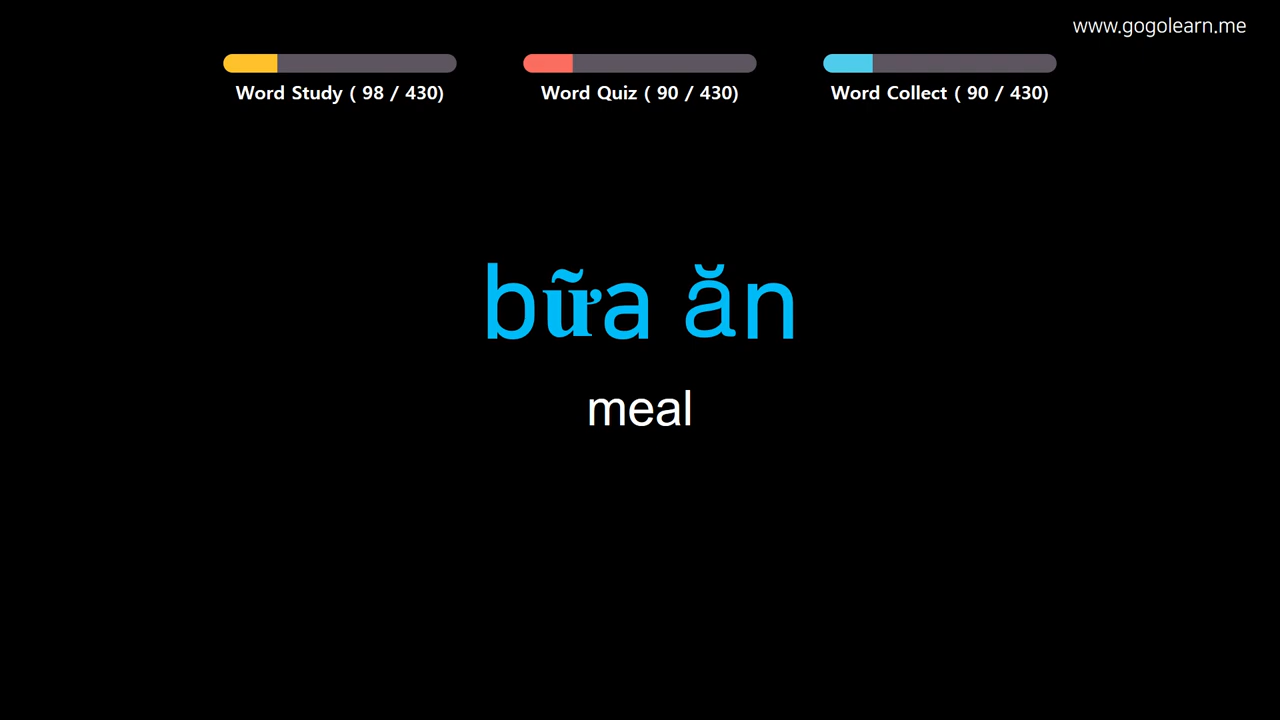 www.gogolearn.me
Word Study ( 98 / 430)
Word Quiz ( 90 / 430)
Word Collect ( 90 / 430)
bữa ăn
meal